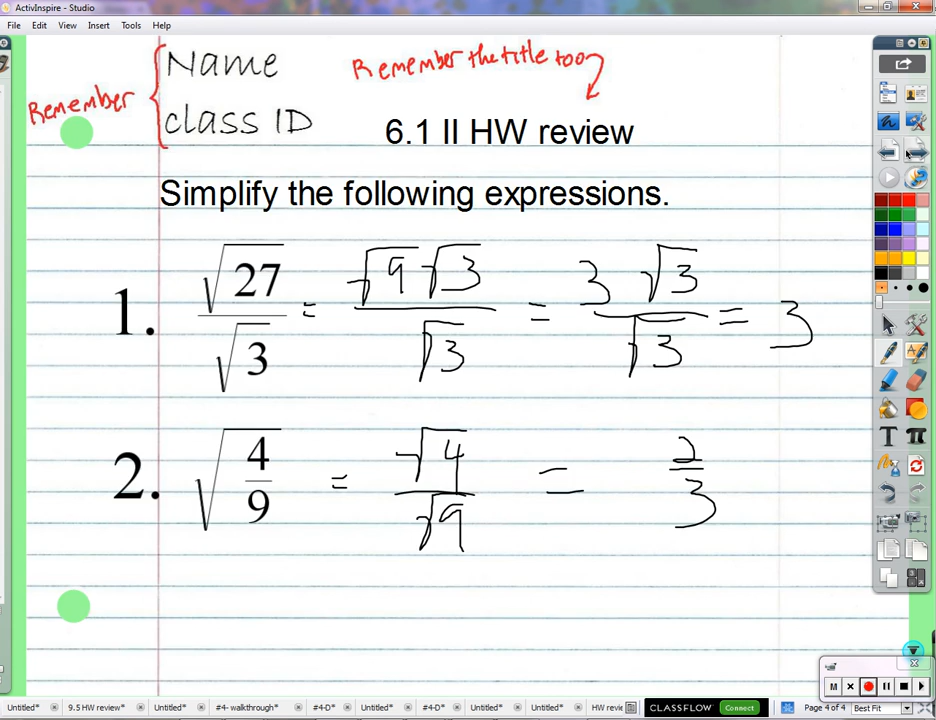 ActivInspire - Studio
File Edit View Insert Tools Help
Name
Remember the title too
Remember
class ID
6.1 II HW review
Simplify the following expressions.
1. √27/√3 = √9√3/√3 = 3√3/√3 = 3
2. √(4/9) = √4/√9 = 2/3
T π
M
Untitled* 9.5 HW review* Untitled* #4- walkthrough* #4-D* Untitled* #4-D* Untitled* Untitled* HW revie CLASSFLOW Connect Page 4 of 4 Best Fit